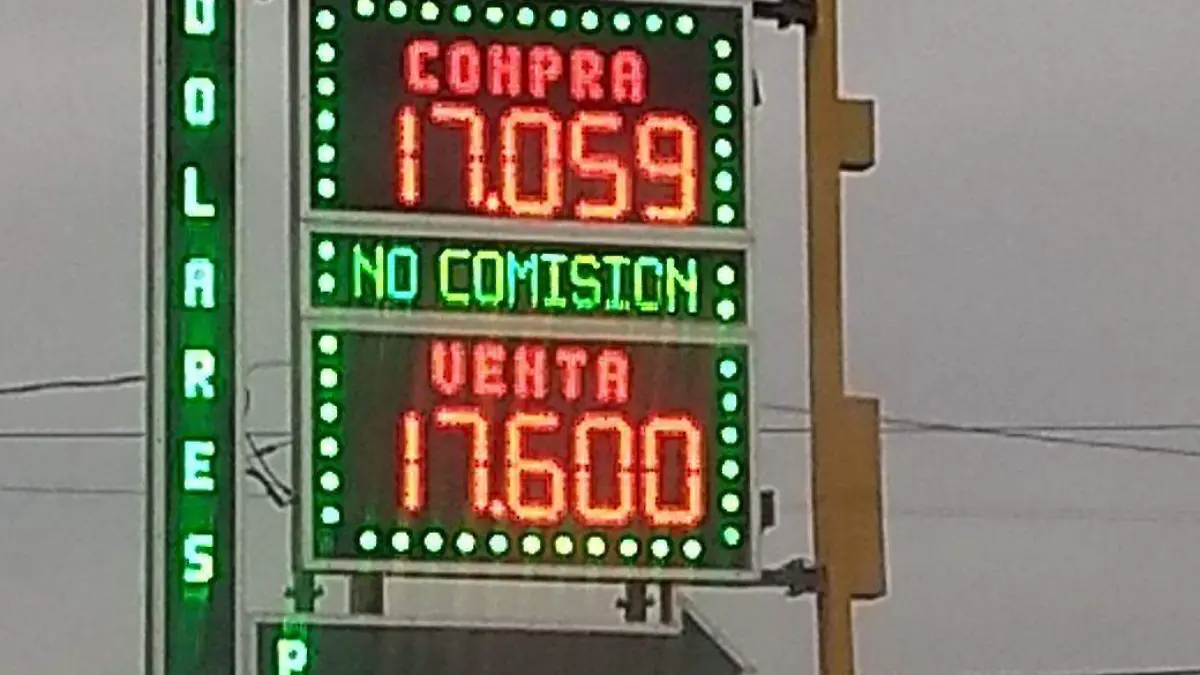 DOLARES
COMPRA
17.059
NO COMISION
VENTA
17.600
P